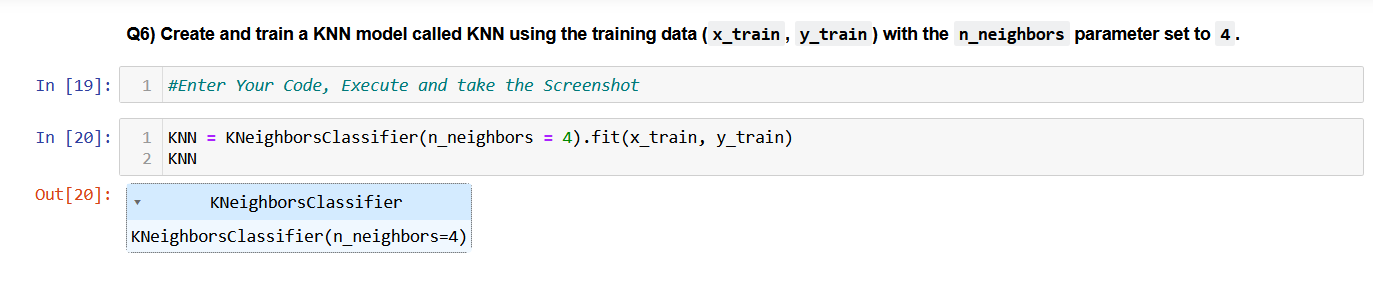 Q6) Create and train a KNN model called KNN using the training data ( x_train , y_train ) with the n_neighbors parameter set to 4 .
In [19]: 1 #Enter Your Code, Execute and take the Screenshot
In [20]: 1 KNN = KNeighborsClassifier(n_neighbors = 4).fit(x_train, y_train)
2 KNN
Out[20]: ▾ KNeighborsClassifier
KNeighborsClassifier(n_neighbors=4)